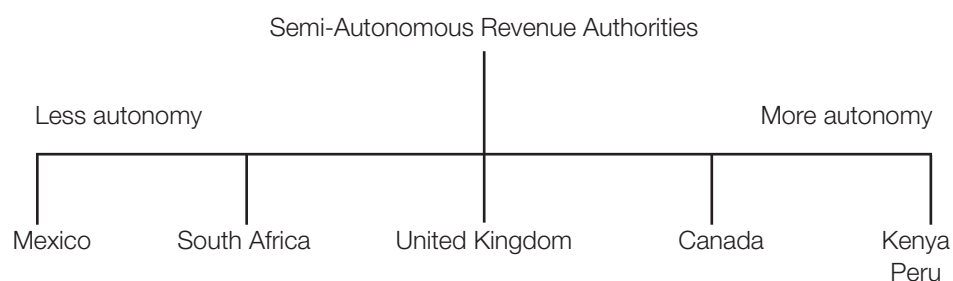 Semi-Autonomous Revenue Authorities
Less autonomy
More autonomy
Mexico
South Africa
United Kingdom
Canada
Kenya
Peru